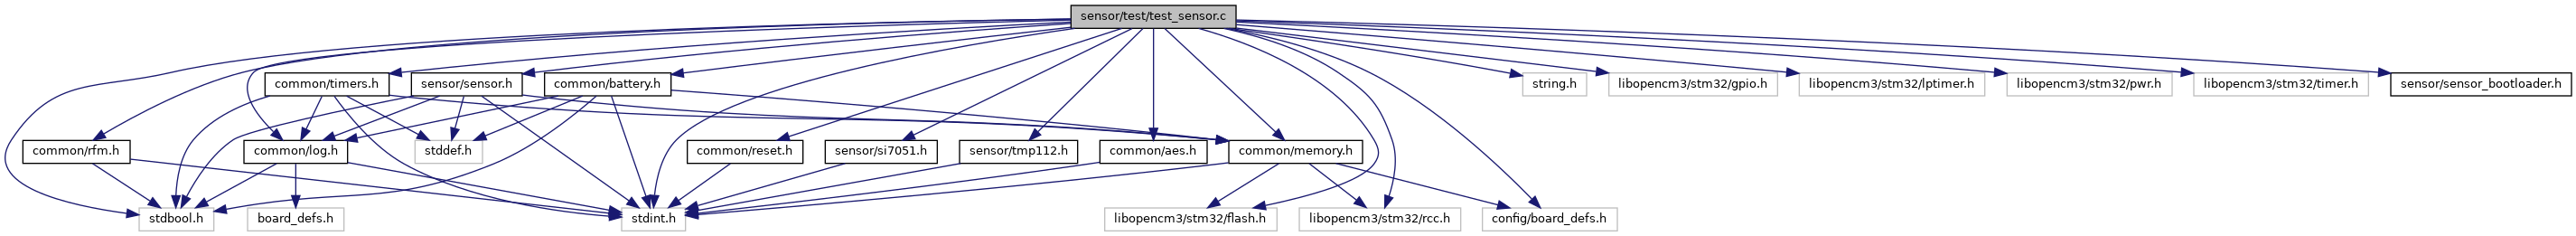 sensor/test/test_sensor.c
common/timers.h
sensor/sensor.h
common/battery.h
string.h
libopencm3/stm32/gpio.h
libopencm3/stm32/lptimer.h
libopencm3/stm32/pwr.h
libopencm3/stm32/timer.h
sensor/sensor_bootloader.h
common/rfm.h
common/log.h
stddef.h
common/reset.h
sensor/si7051.h
sensor/tmp112.h
common/aes.h
common/memory.h
stdbool.h
board_defs.h
stdint.h
libopencm3/stm32/flash.h
libopencm3/stm32/rcc.h
config/board_defs.h